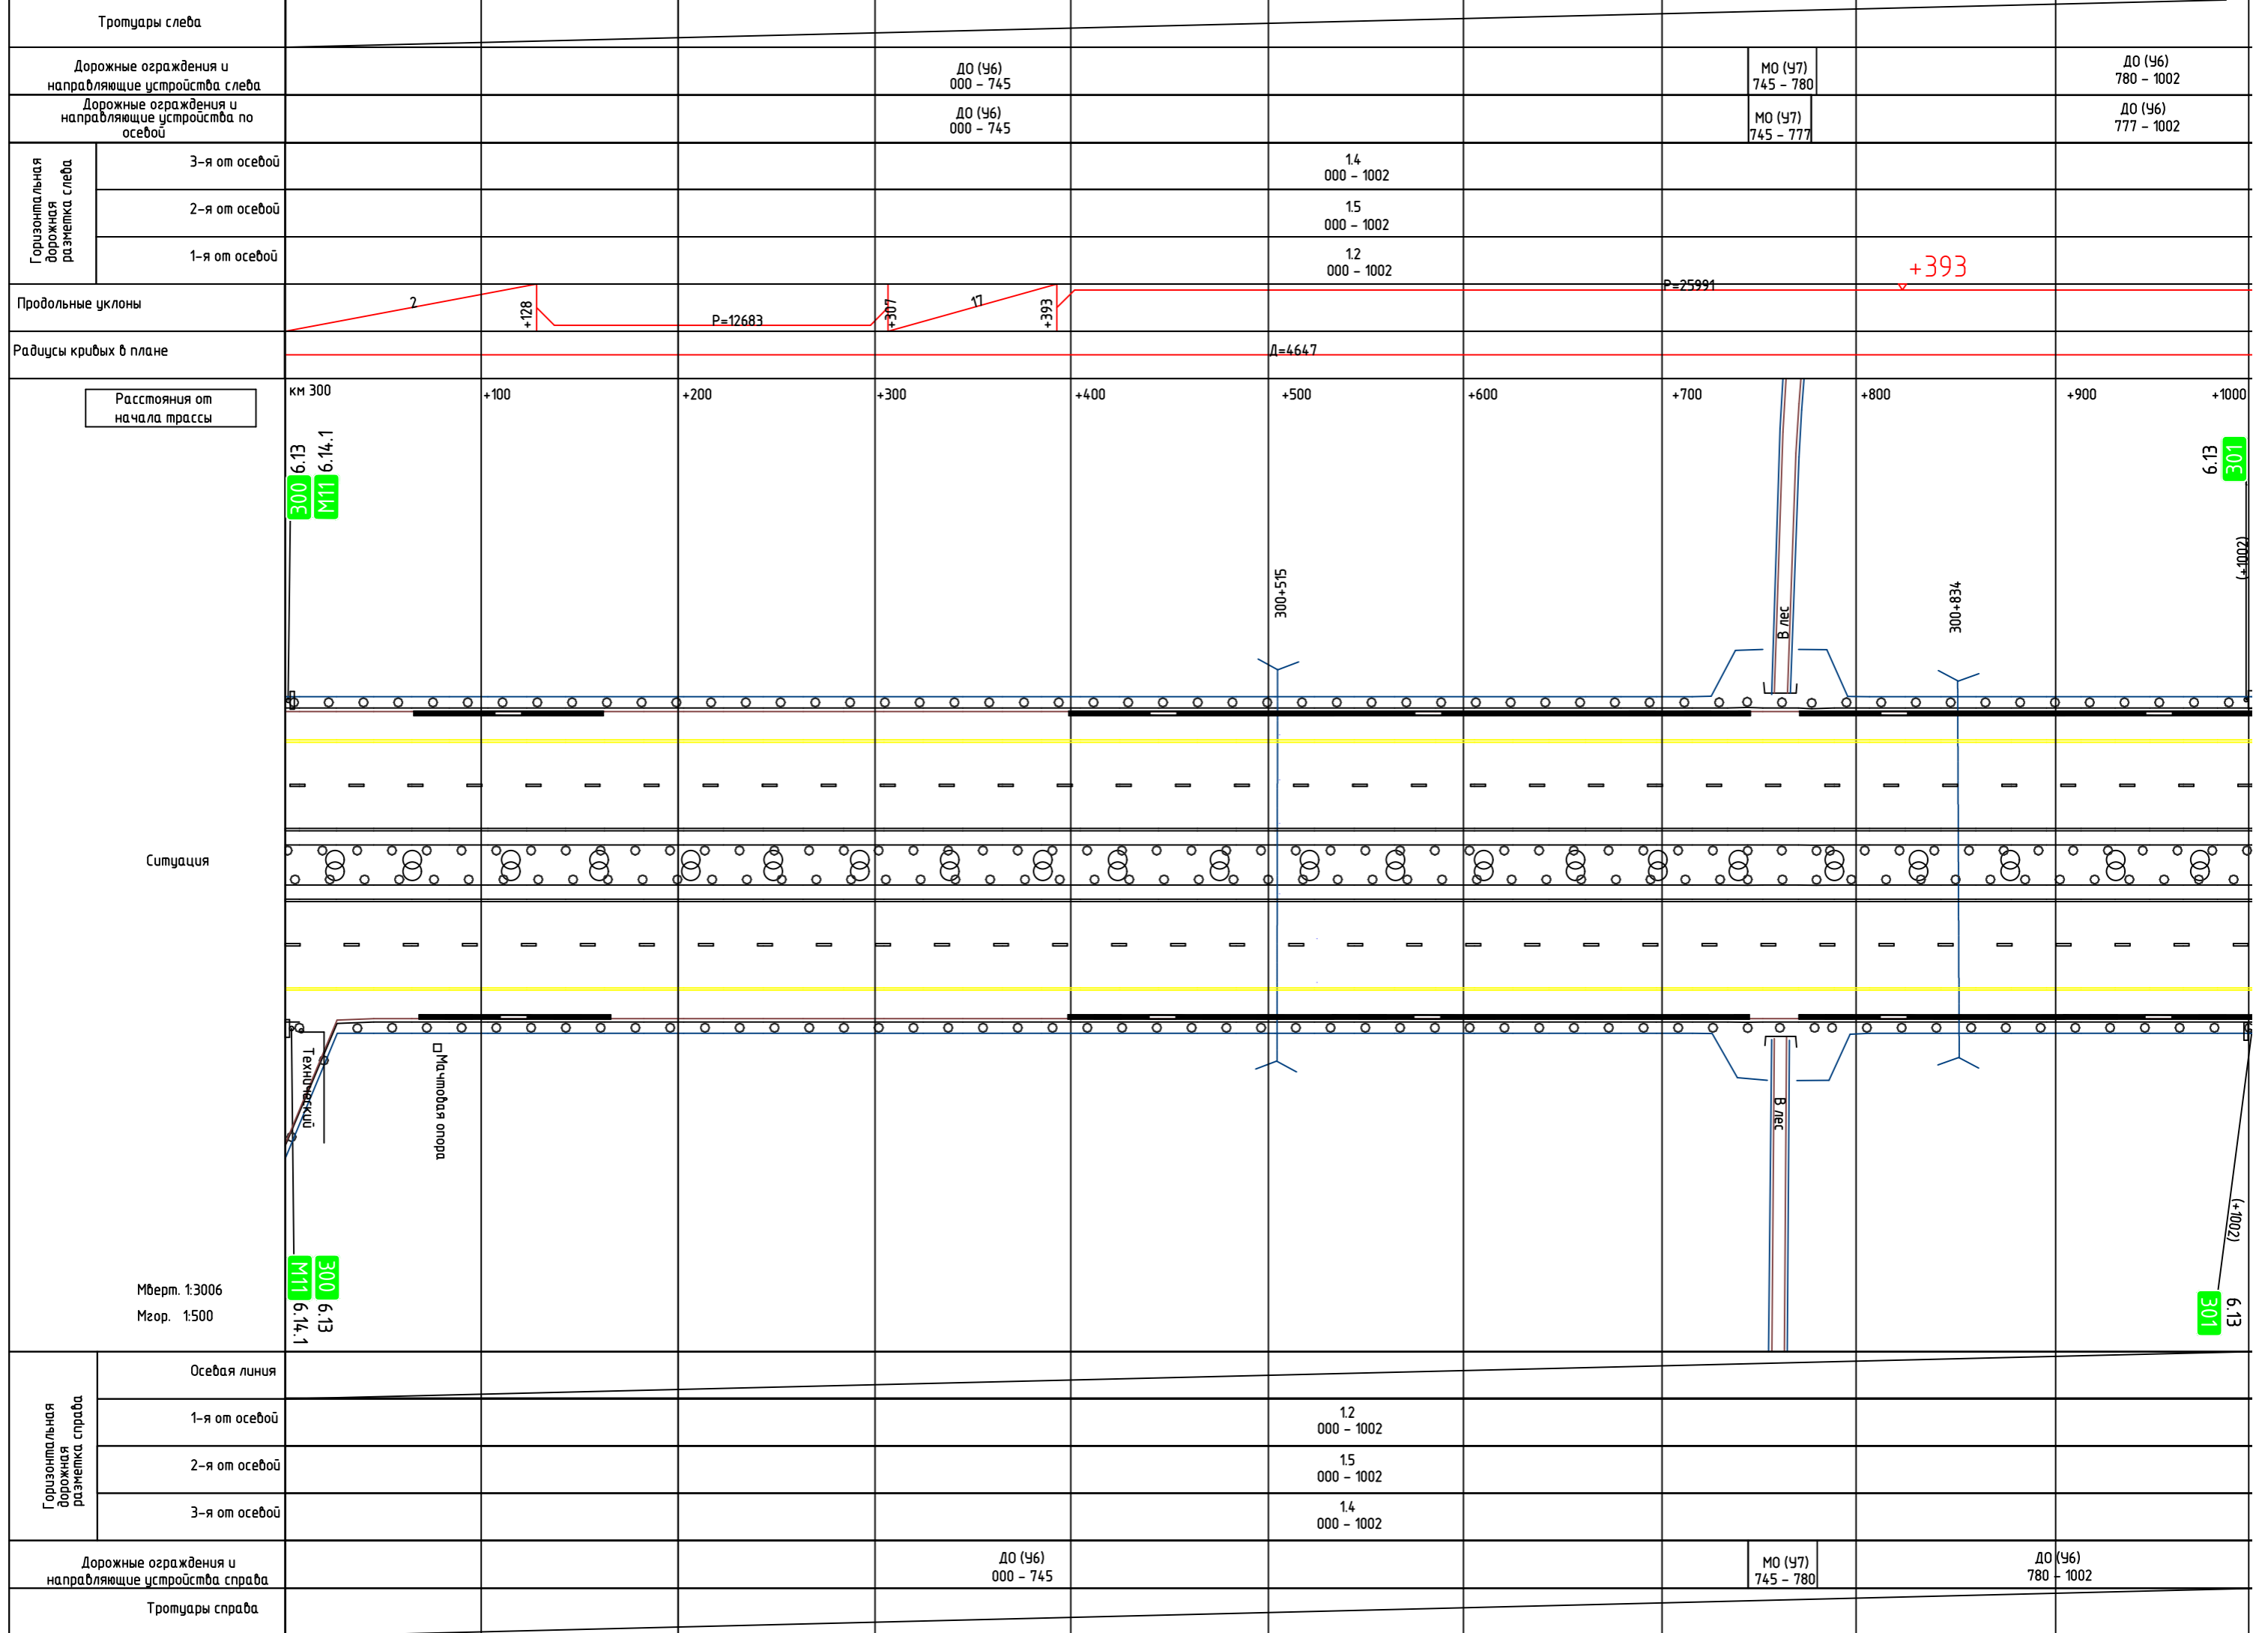 Тротуары слева
Дорожные ограждения и
направляющие устройства слева
ДО (У6)
000 – 745
МО (У7)
745 – 780
ДО (У6)
780 – 1002
Дорожные ограждения и
направляющие устройства по
осевой
ДО (У6)
000 – 745
МО (У7)
745 – 777
ДО (У6)
777 – 1002
Горизонтальная
дорожная
разметка слева
3-я от осевой
1.4
000 – 1002
2-я от осевой
1.5
000 – 1002
1-я от осевой
1.2
000 – 1002
+393
Продольные уклоны
2
+128
Р=12683
+307
17
+393
Р=25991
Радиусы кривых в плане
Д=4647
Расстояния от
начала трассы
км 300
+100
+200
+300
+400
+500
+600
+700
+800
+900
+1000
300 6.13
М11 6.14.1
6.13
301
(+1002)
300+515
В лес
300+834
Ситуация
Технический
Мачтовая опора
В лес
(+1002)
М11 6.14.1
300 6.13
301
6.13
Мверт. 1:3006
Мгор. 1:500
Горизонтальная
дорожная
разметка справа
Осевая линия
1-я от осевой
1.2
000 – 1002
2-я от осевой
1.5
000 – 1002
3-я от осевой
1.4
000 – 1002
Дорожные ограждения и
направляющие устройства справа
ДО (У6)
000 – 745
МО (У7)
745 – 780
ДО (У6)
780 – 1002
Тротуары справа